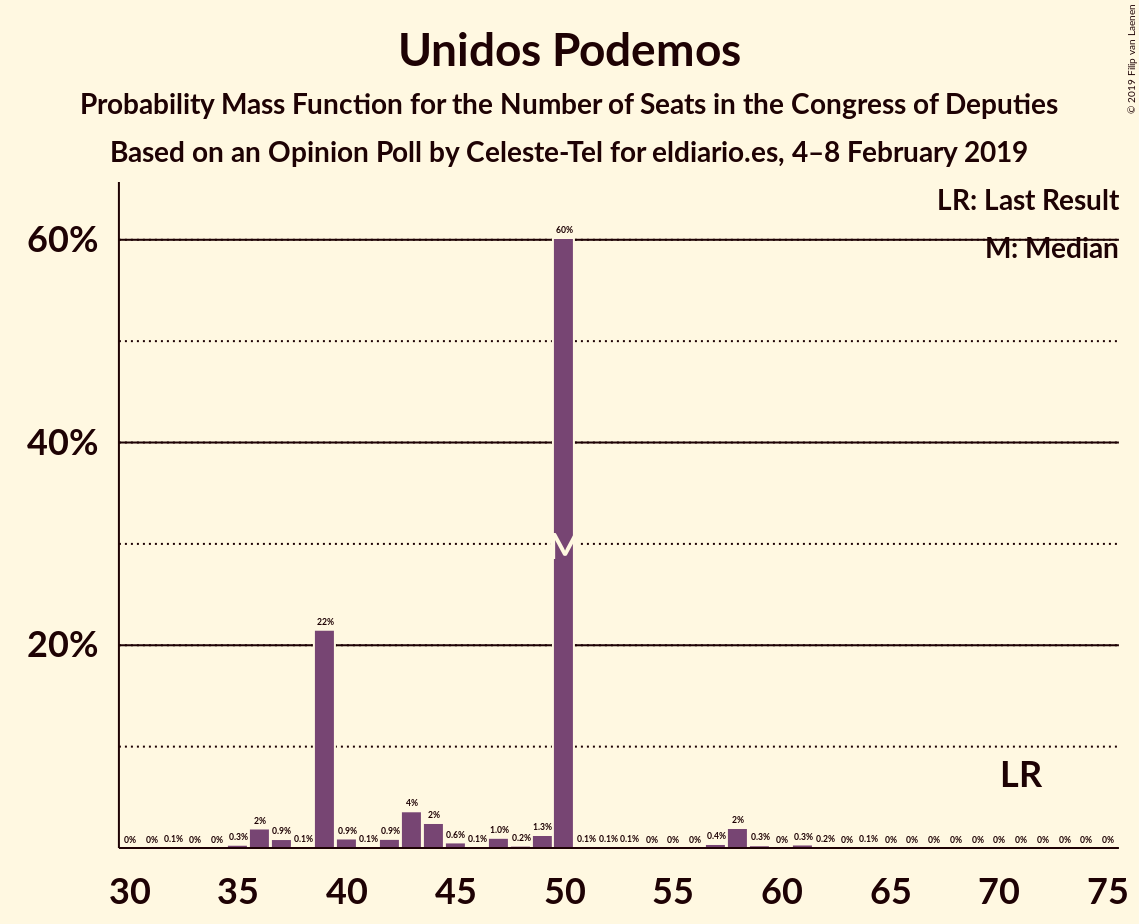 © 2019 Filip van Laenen
Unidos Podemos
Probability Mass Function for the Number of Seats in the Congress of Deputies
Based on an Opinion Poll by Celeste-Tel for eldiario.es, 4–8 February 2019
LR: Last Result
M: Median
60%
40%
20%
0% 0% 0.1% 0% 0% 0.3% 2% 0.9% 0.1% 22% 0.9% 0.1% 0.9% 4% 2% 0.6% 0.1% 1.0% 0.2% 1.3% 60% 0.1% 0.1% 0.1% 0% 0% 0% 0.4% 2% 0.3% 0% 0.3% 0.2% 0% 0.1% 0% 0% 0% 0% 0% 0% 0% 0% 0% 0% 0%
M
LR
30 35 40 45 50 55 60 65 70 75